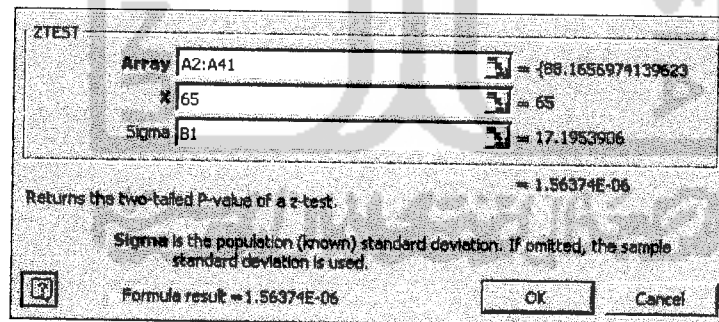 ZTEST
Array A2:A41 = {88.1656974139623
X 65 = 65
Sigma B1 = 17.1953906
= 1.56374E-06
Returns the two-tailed P-value of a z-test.
Sigma is the population (known) standard deviation. If omitted, the sample
standard deviation is used.
Formula result =1.56374E-06 OK Cancel